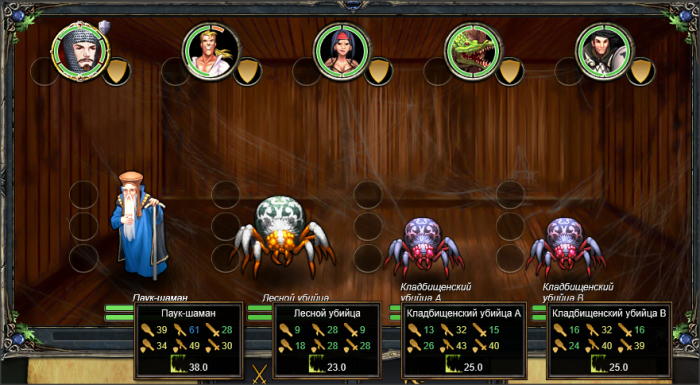 Паук-шаман
Лесной убийца
Кладбищенский
убийца А
Кладбищенский
убийца В
Паук-шаман
39 61 28
34 49 30
38.0
Лесной убийца
9 28 9
18 28 28
23.0
Кладбищенский убийца А
13 32 15
26 43 40
25.0
Кладбищенский убийца В
16 32 16
24 40 39
25.0